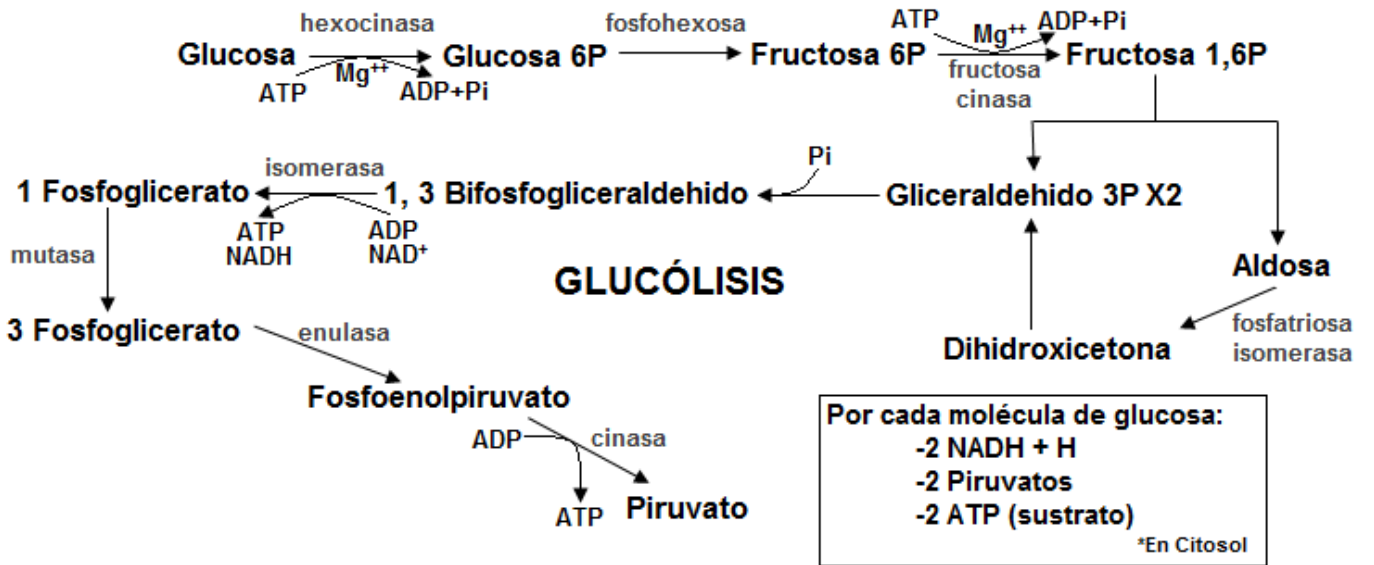 hexocinasa
Glucosa
Mg++
ATP
ADP+Pi
Glucosa 6P
fosfohexosa
Fructosa 6P
ATP
Mg++
ADP+Pi
fructosa
cinasa
Fructosa 1,6P
Gliceraldehido 3P X2
Aldosa
fosfatriosa
isomerasa
Dihidroxicetona
Pi
1, 3 Bifosfogliceraldehido
isomerasa
ADP
NAD+
ATP
NADH
1 Fosfoglicerato
mutasa
3 Fosfoglicerato
enulasa
Fosfoenolpiruvato
ADP
cinasa
ATP
Piruvato
GLUCÓLISIS
Por cada molécula de glucosa:
-2 NADH + H
-2 Piruvatos
-2 ATP (sustrato)
*En Citosol